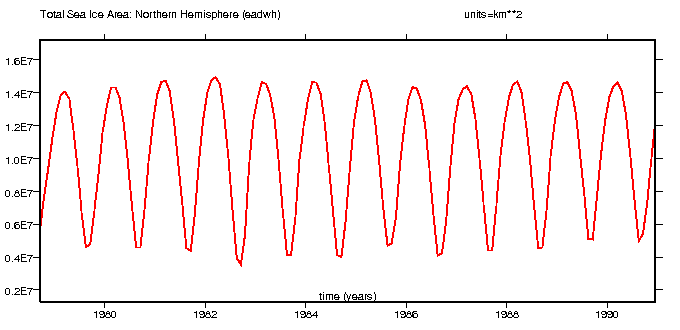 Total Sea Ice Area: Northern Hemisphere (eadwh) units=km**2
1.6E7
1.4E7
1.2E7
1.0E7
0.8E7
0.6E7
0.4E7
0.2E7
time (years)
1980 1982 1984 1986 1988 1990